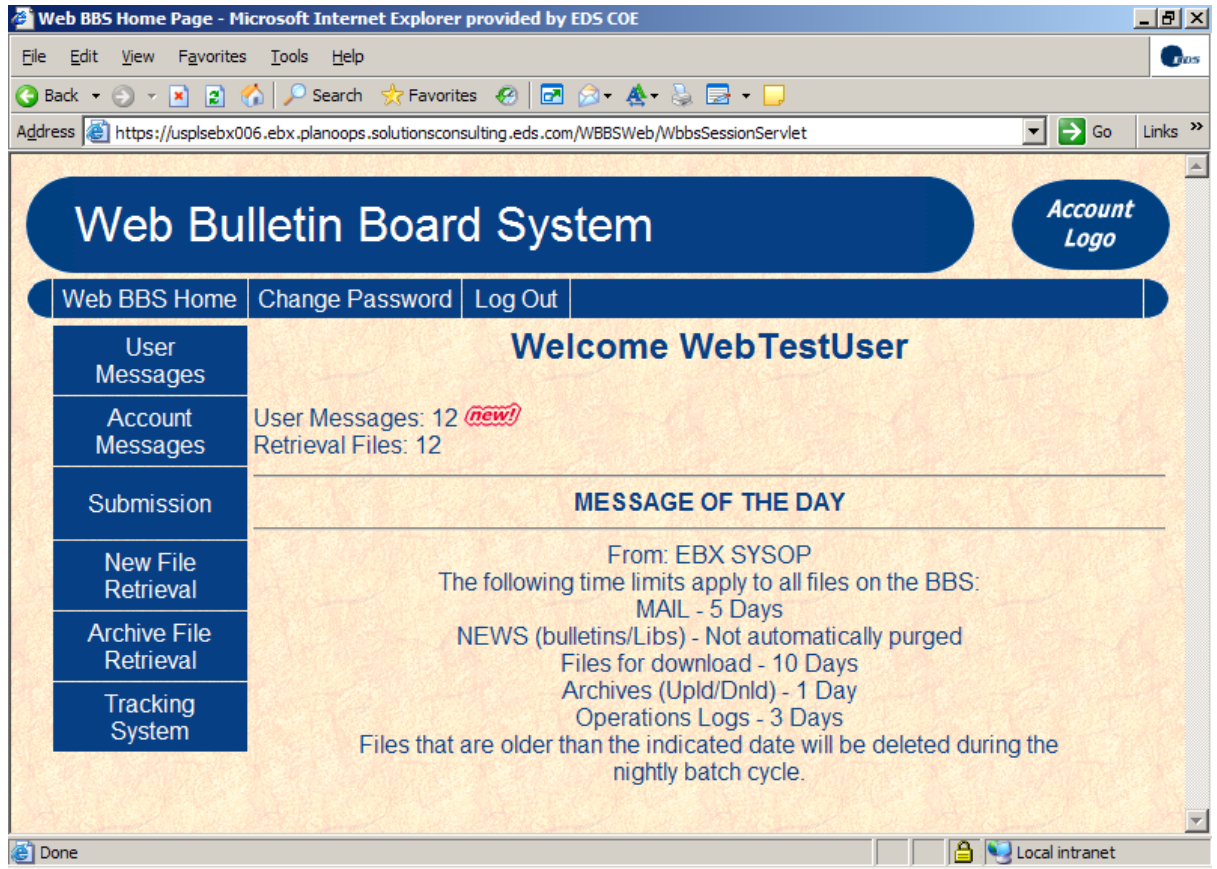 Web BBS Home Page - Microsoft Internet Explorer provided by EDS COE
File Edit View Favorites Tools Help
EDS
Back Search Favorites
Address https://usplsebx006.ebx.planoops.solutionsconsulting.eds.com/WBBSWeb/WbbsSessionServlet Go Links »
Web Bulletin Board System
Account
Logo
Web BBS Home Change Password Log Out
User
Messages
Account
Messages
Submission
New File
Retrieval
Archive File
Retrieval
Tracking
System
Welcome WebTestUser
User Messages: 12 new!
Retrieval Files: 12
MESSAGE OF THE DAY
From: EBX SYSOP
The following time limits apply to all files on the BBS:
MAIL - 5 Days
NEWS (bulletins/Libs) - Not automatically purged
Files for download - 10 Days
Archives (Upld/Dnld) - 1 Day
Operations Logs - 3 Days
Files that are older than the indicated date will be deleted during the
nightly batch cycle.
Done Local intranet